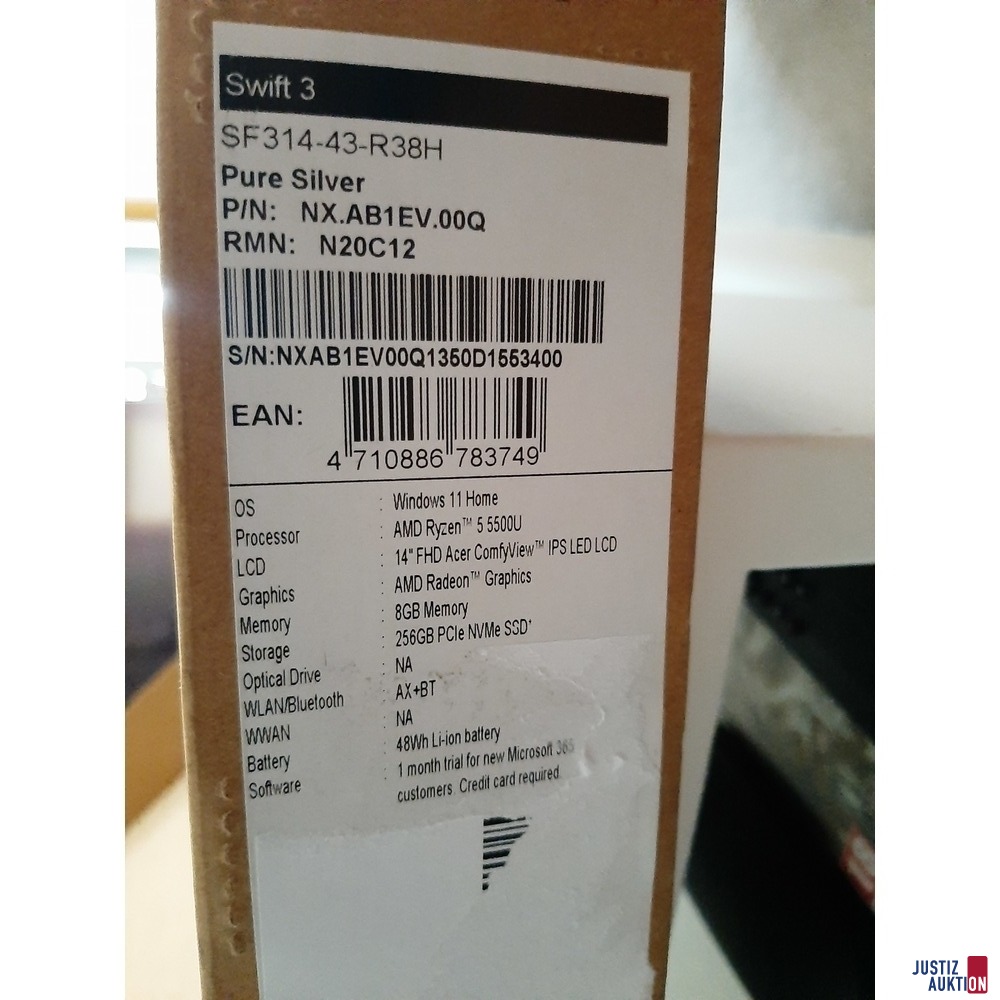 Swift 3
SF314-43-R38H
Pure Silver
P/N: NX.AB1EV.00Q
RMN: N20C12
S/N:NXAB1EV00Q1350D1553400
EAN:
4 710886 783749
OS : Windows 11 Home
Processor : AMD Ryzen™ 5 5500U
LCD : 14" FHD Acer ComfyView™ IPS LED LCD
Graphics : AMD Radeon™ Graphics
Memory : 8GB Memory
Storage : 256GB PCIe NVMe SSD*
Optical Drive : NA
WLAN/Bluetooth : AX+BT
WWAN : NA
Battery : 48Wh Li-ion battery
Software : 1 month trial for new Microsoft 365
customers. Credit card required.
JUSTIZ
AUKTION